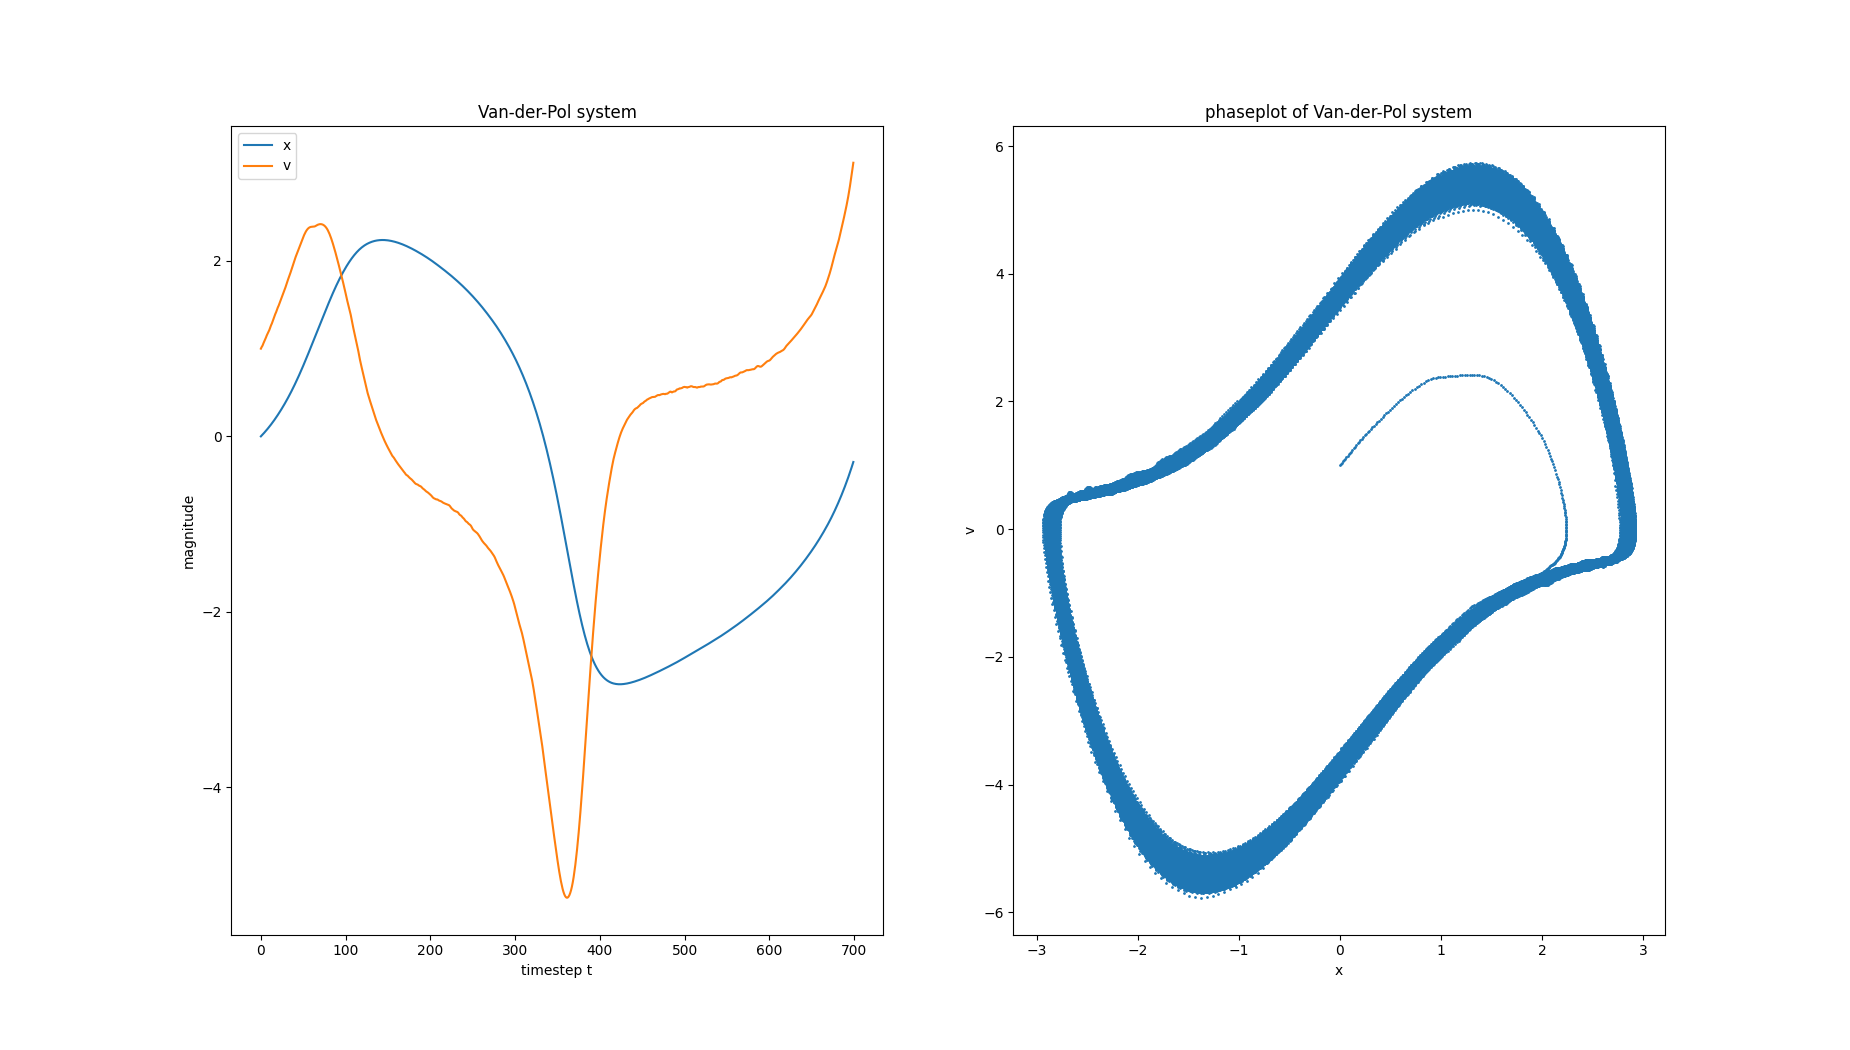 Van-der-Pol system
x
v
2
0
−2
−4
magnitude
0 100 200 300 400 500 600 700
timestep t
phaseplot of Van-der-Pol system
6
4
2
0
−2
−4
−6
v
−3 −2 −1 0 1 2 3
x